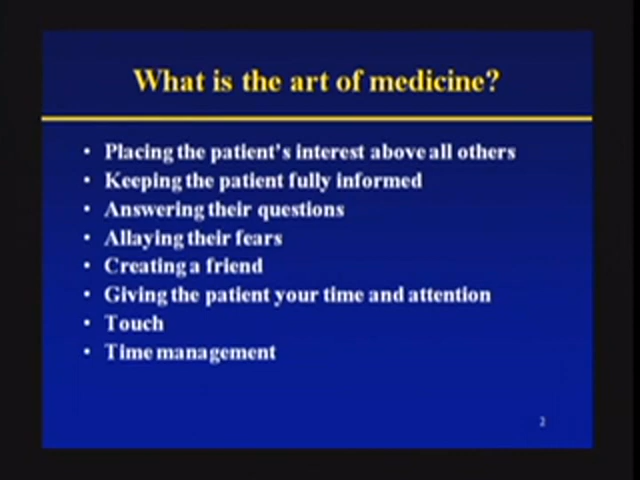 What is the art of medicine?
• Placing the patient's interest above all others
• Keeping the patient fully informed
• Answering their questions
• Allaying their fears
• Creating a friend
• Giving the patient your time and attention
• Touch
• Time management
2